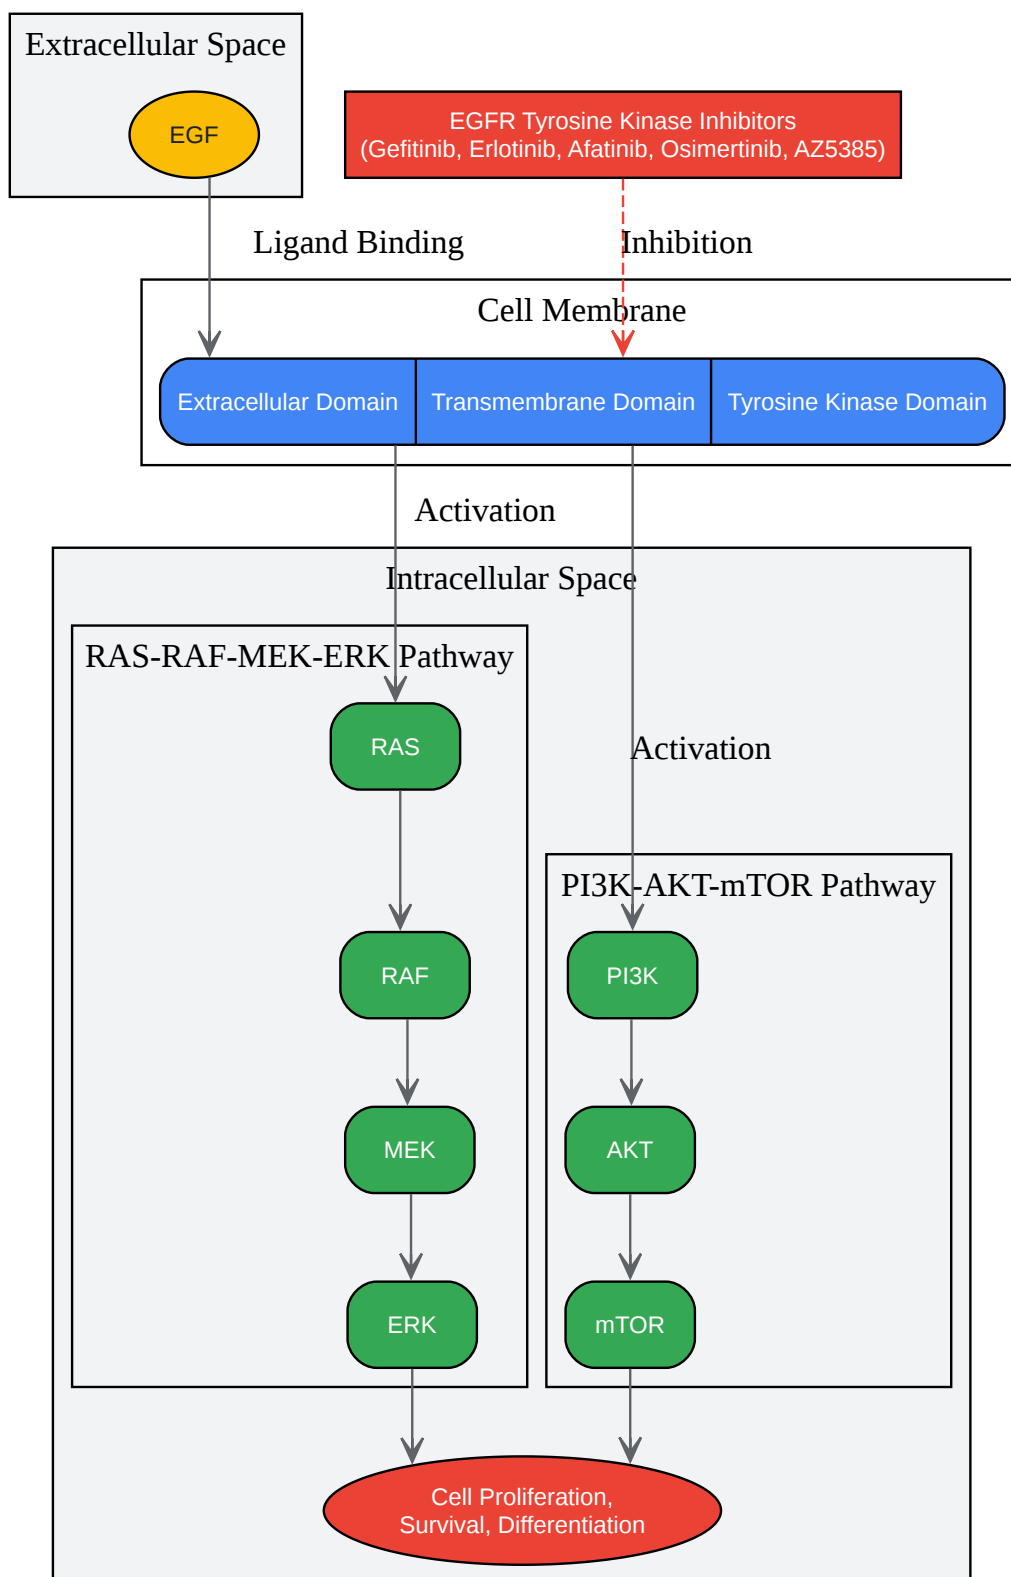 Extracellular Space
EGF
EGFR Tyrosine Kinase Inhibitors
(Gefitinib, Erlotinib, Afatinib, Osimertinib, AZ5385)
Ligand Binding
Inhibition
Cell Membrane
Extracellular Domain
Transmembrane Domain
Tyrosine Kinase Domain
Activation
Intracellular Space
RAS-RAF-MEK-ERK Pathway
RAS
Activation
PI3K-AKT-mTOR Pathway
RAF
PI3K
MEK
AKT
ERK
mTOR
Cell Proliferation,
Survival, Differentiation